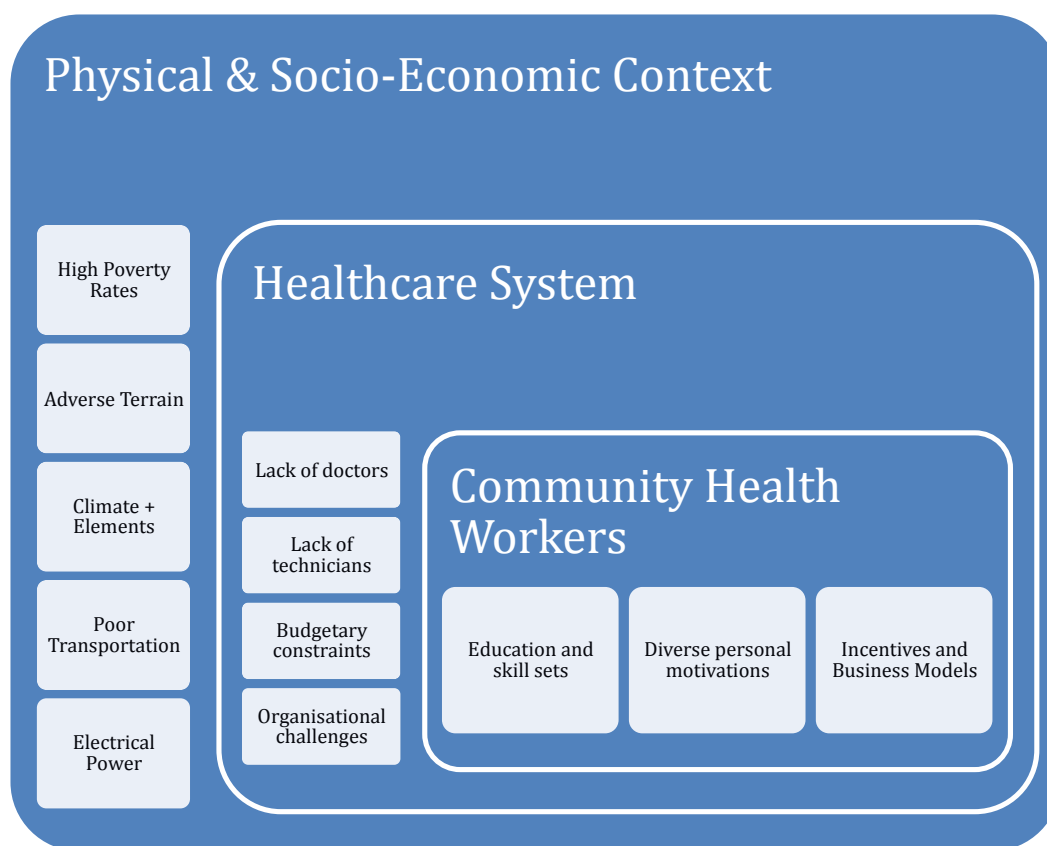 Physical & Socio-Economic Context
High Poverty
Rates
Adverse Terrain
Climate +
Elements
Poor
Transportation
Electrical
Power
Healthcare System
Lack of doctors
Lack of
technicians
Budgetary
constraints
Organisational
challenges
Community Health
Workers
Education and
skill sets
Diverse personal
motivations
Incentives and
Business Models